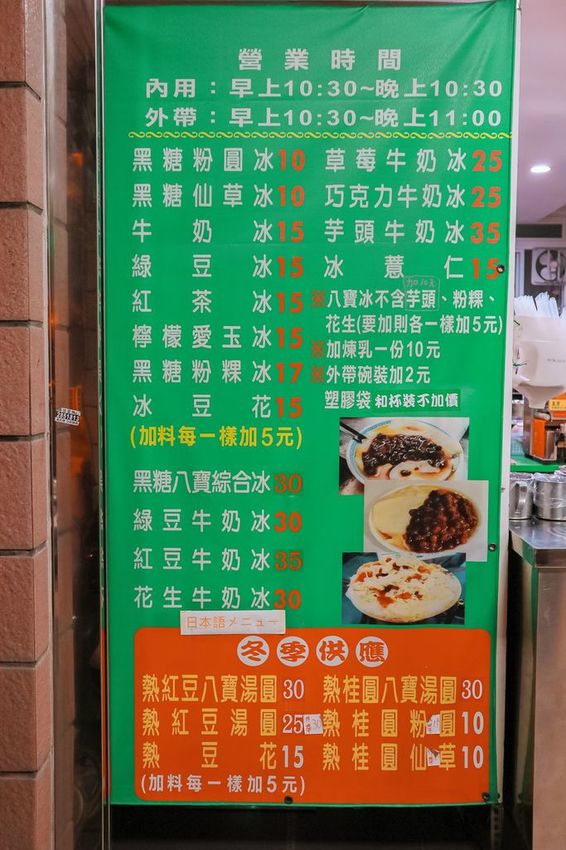 營業時間
內用：早上10:30~晚上10:30
外帶：早上10:30~晚上11:00
黑糖粉圓冰10
黑糖仙草冰10
牛奶冰15
綠豆冰15
紅茶冰15
檸檬愛玉冰15
黑糖粉粿冰17
冰豆花15
(加料每一樣加5元)
黑糖八寶綜合冰30
綠豆牛奶冰30
紅豆牛奶冰35
花生牛奶冰30
草莓牛奶冰25
巧克力牛奶冰25
芋頭牛奶冰35
冰薏仁15
加10元
※八寶冰不含芋頭、粉粿、
花生(要加則各一樣加5元)
※加煉乳一份10元
※外帶碗裝加2元
塑膠袋和杯裝不加價
日本語メニュー
冬季供應
熱紅豆八寶湯圓30
熱紅豆湯圓25
熱豆花15
(加料每一樣加5元)
熱桂圓八寶湯圓30
熱桂圓粉圓10
熱桂圓仙草10